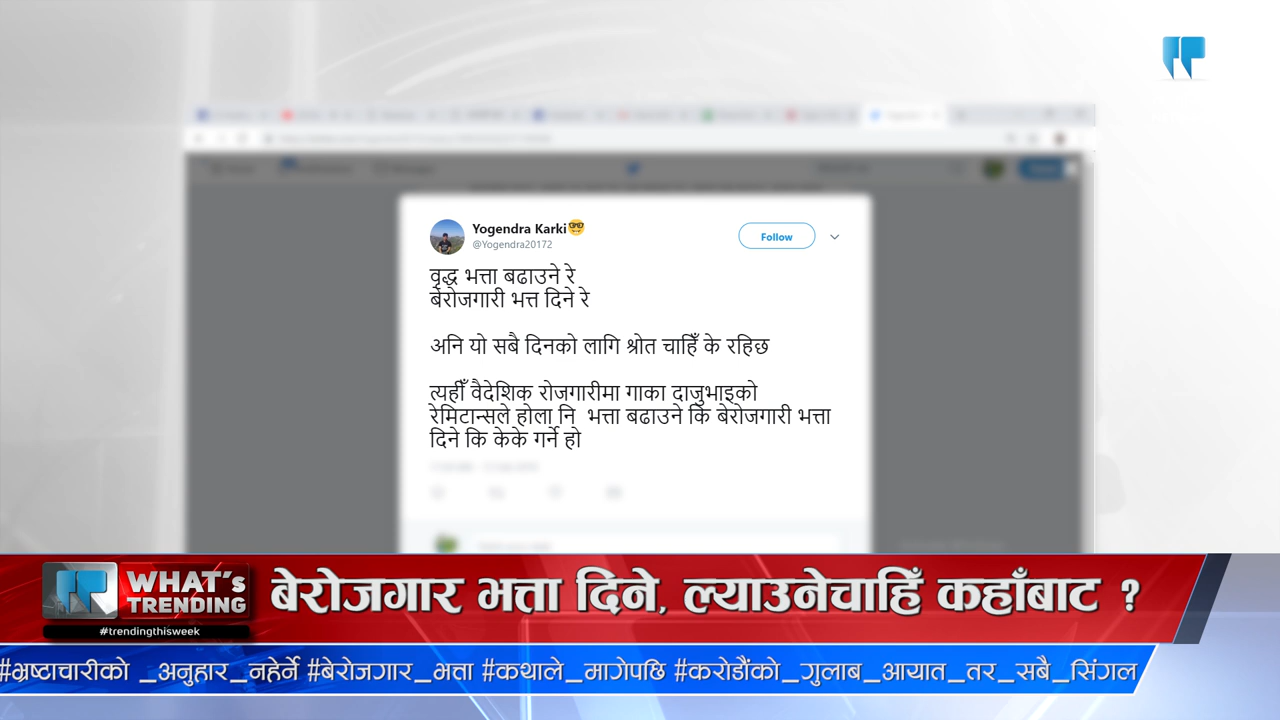 Yogendra Karki🤓
@Yogendra20172
Follow
वृद्ध भत्ता बढाउने रे
बेरोजगारी भत्त दिने रे
अनि यो सबै दिनको लागि श्रोत चाहिँ के रहिछ
त्यहीँ वैदेशिक रोजगारीमा गाका दाजुभाइको
रेमिटान्सले होला नि भत्ता बढाउने कि बेरोजगारी भत्ता
दिने कि केके गर्ने हो
WHAT's
TRENDING
#trendingthisweek
बेरोजगार भत्ता दिने, ल्याउनेचाहिँ कहाँबाट ?
#भ्रष्टाचारीको _अनुहार_नहेर्ने #बेरोजगार_भत्ता #कथाले_मागेपछि #करोडौंको_गुलाब_आयात_तर_सबै_सिंगल